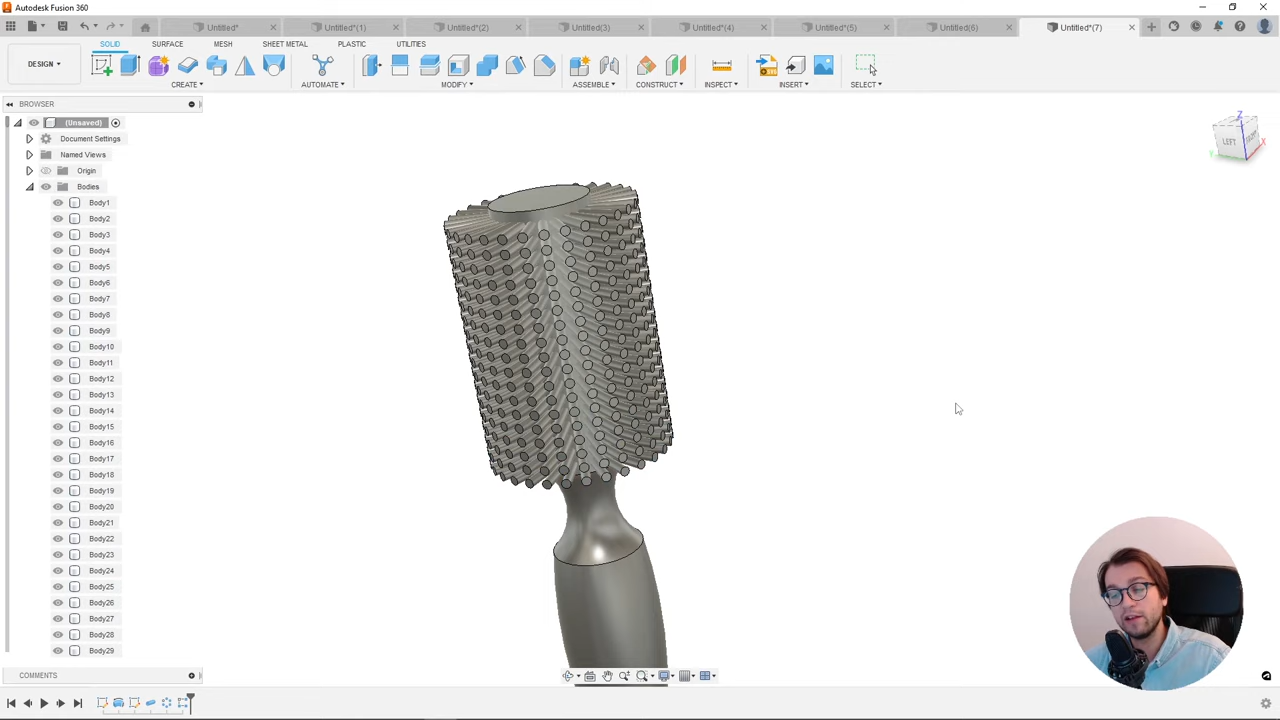 Autodesk Fusion 360
Untitled*
Untitled*(1)
Untitled*(2)
Untitled(3)
Untitled*(4)
Untitled*(5)
Untitled(6)
Untitled*(7)
SOLID
SURFACE
MESH
SHEET METAL
PLASTIC
UTILITIES
DESIGN
CREATE
AUTOMATE
MODIFY
ASSEMBLE
CONSTRUCT
INSPECT
INSERT
SELECT
BROWSER
(Unsaved)
Document Settings
Named Views
Origin
Bodies
Body1
Body2
Body3
Body4
Body5
Body6
Body7
Body8
Body9
Body10
Body11
Body12
Body13
Body14
Body15
Body16
Body17
Body18
Body19
Body20
Body21
Body22
Body23
Body24
Body25
Body26
Body27
Body28
Body29
Z
LEFT
FRONT
X
Y
COMMENTS